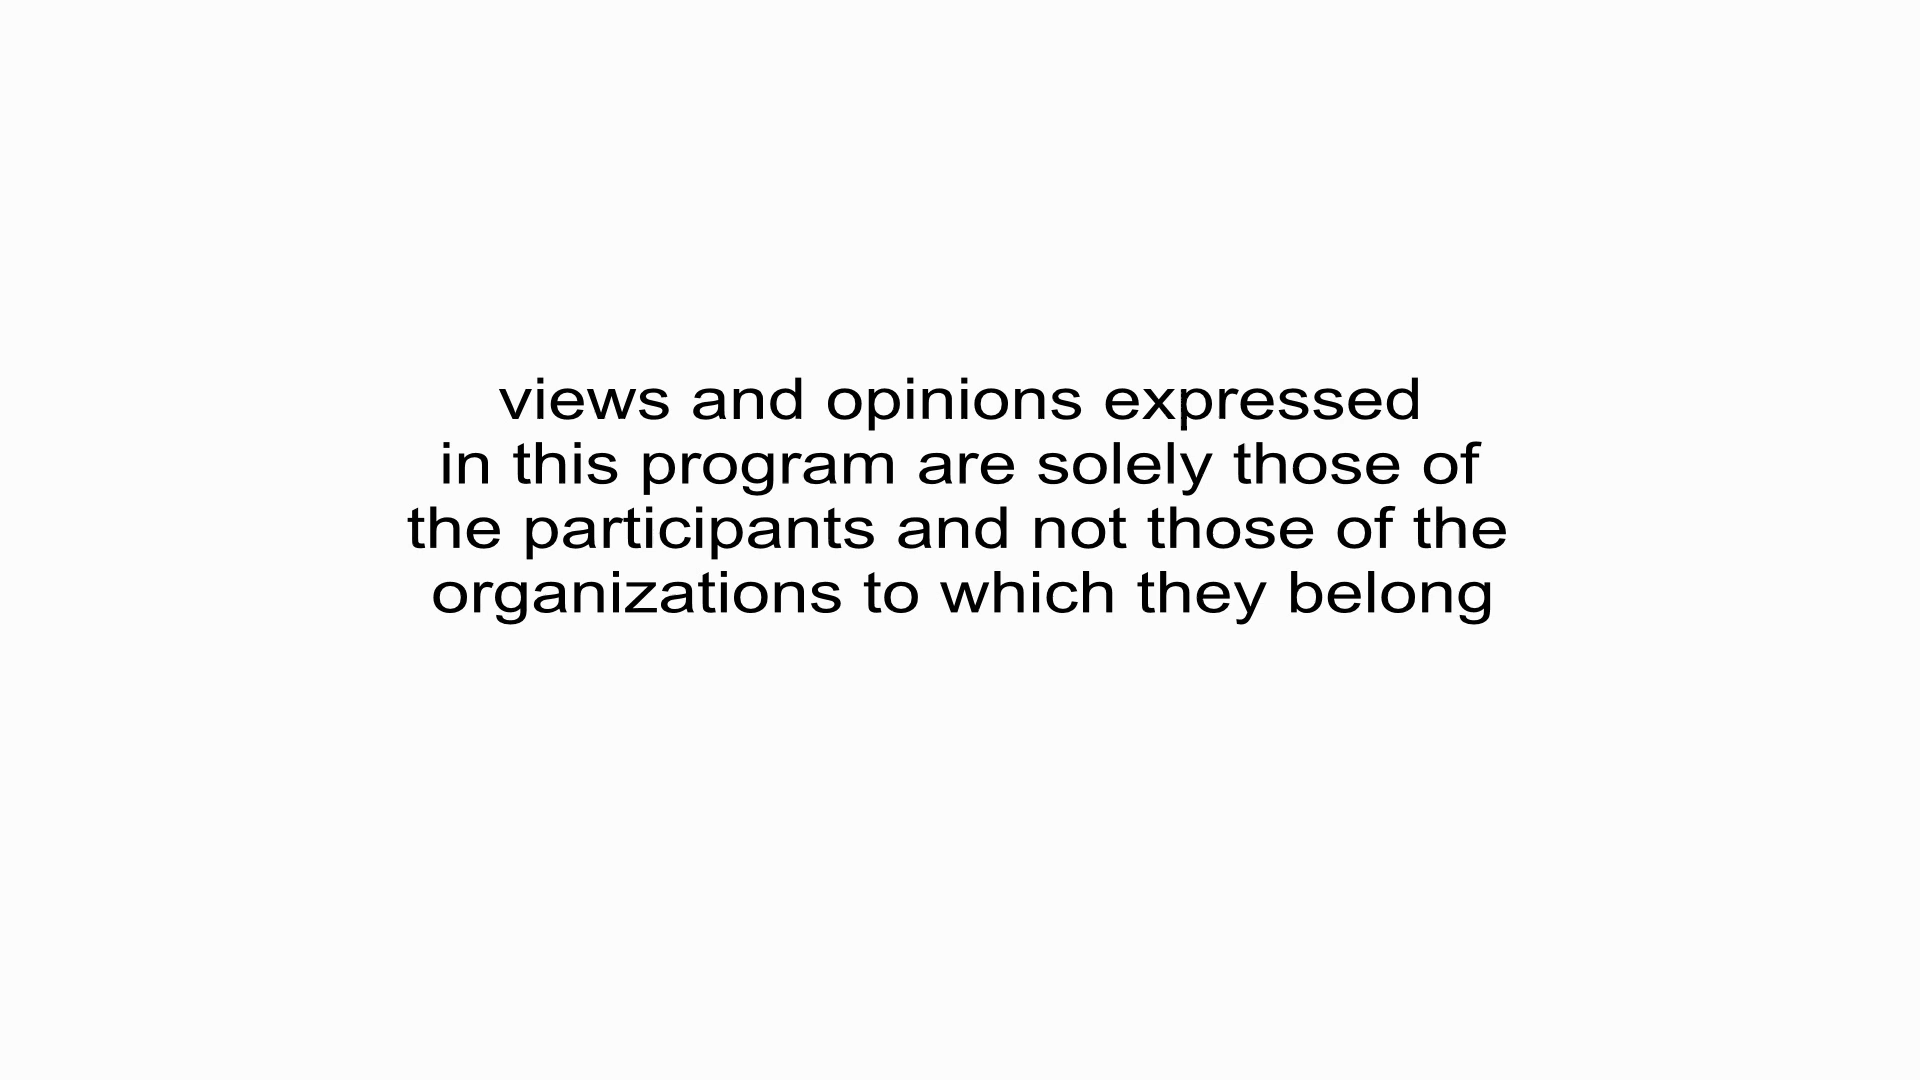 views and opinions expressed
in this program are solely those of
the participants and not those of the
organizations to which they belong